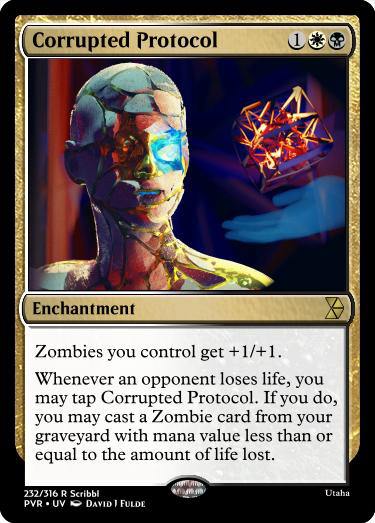 Corrupted Protocol 1
Enchantment
Zombies you control get +1/+1.
Whenever an opponent loses life, you
may tap Corrupted Protocol. If you do,
you may cast a Zombie card from your
graveyard with mana value less than or
equal to the amount of life lost.
232/316 R Scribbl Utaha
PVR • UV DAVID I FULDE